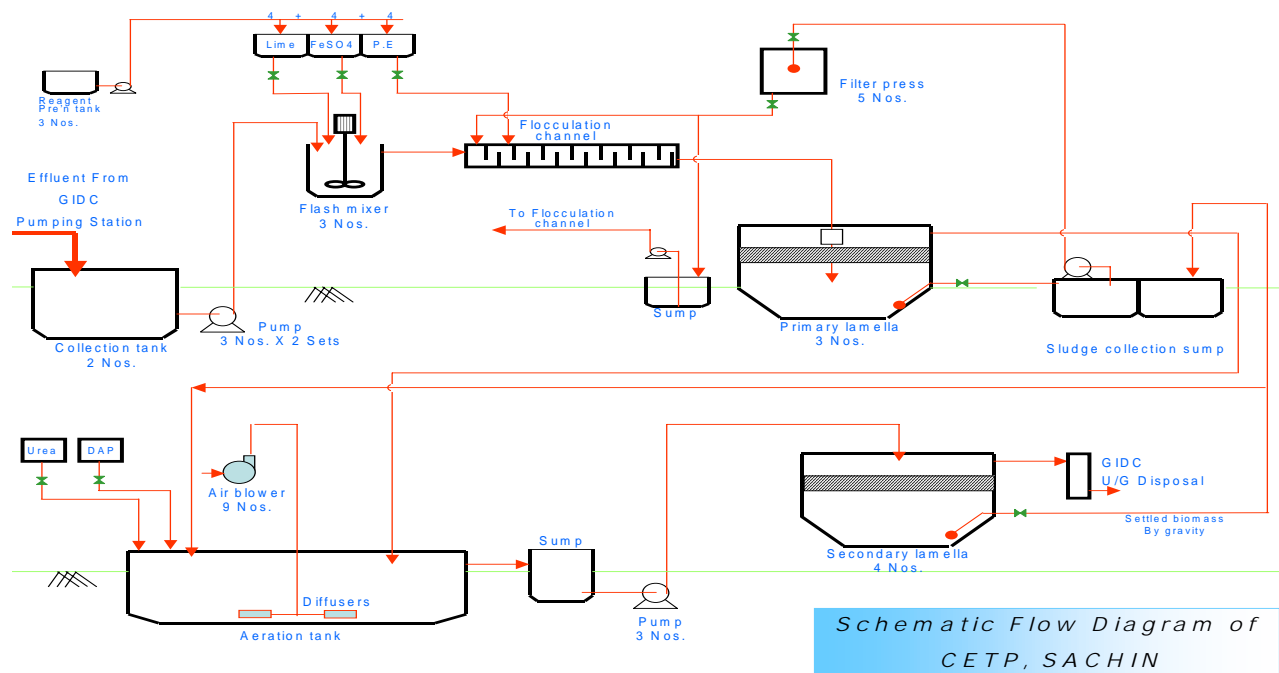 4 + 4 + 4
Lime
FeSO4
P.E
Reagent
Pre'n tank
3 Nos.
Filter press
5 Nos.
Flocculation
channel
Effluent From
GIDC
Pumping Station
Flash mixer
3 Nos.
To Flocculation
channel
Sump
Primary lamella
3 Nos.
Pump
3 Nos. X 2 Sets
Collection tank
2 Nos.
Sludge collection sump
Urea
DAP
Air blower
9 Nos.
GIDC
U/G Disposal
Settled biomass
By gravity
Sump
Secondary lamella
4 Nos.
Diffusers
Aeration tank
Pump
3 Nos.
Schematic Flow Diagram of
CETP, SACHIN